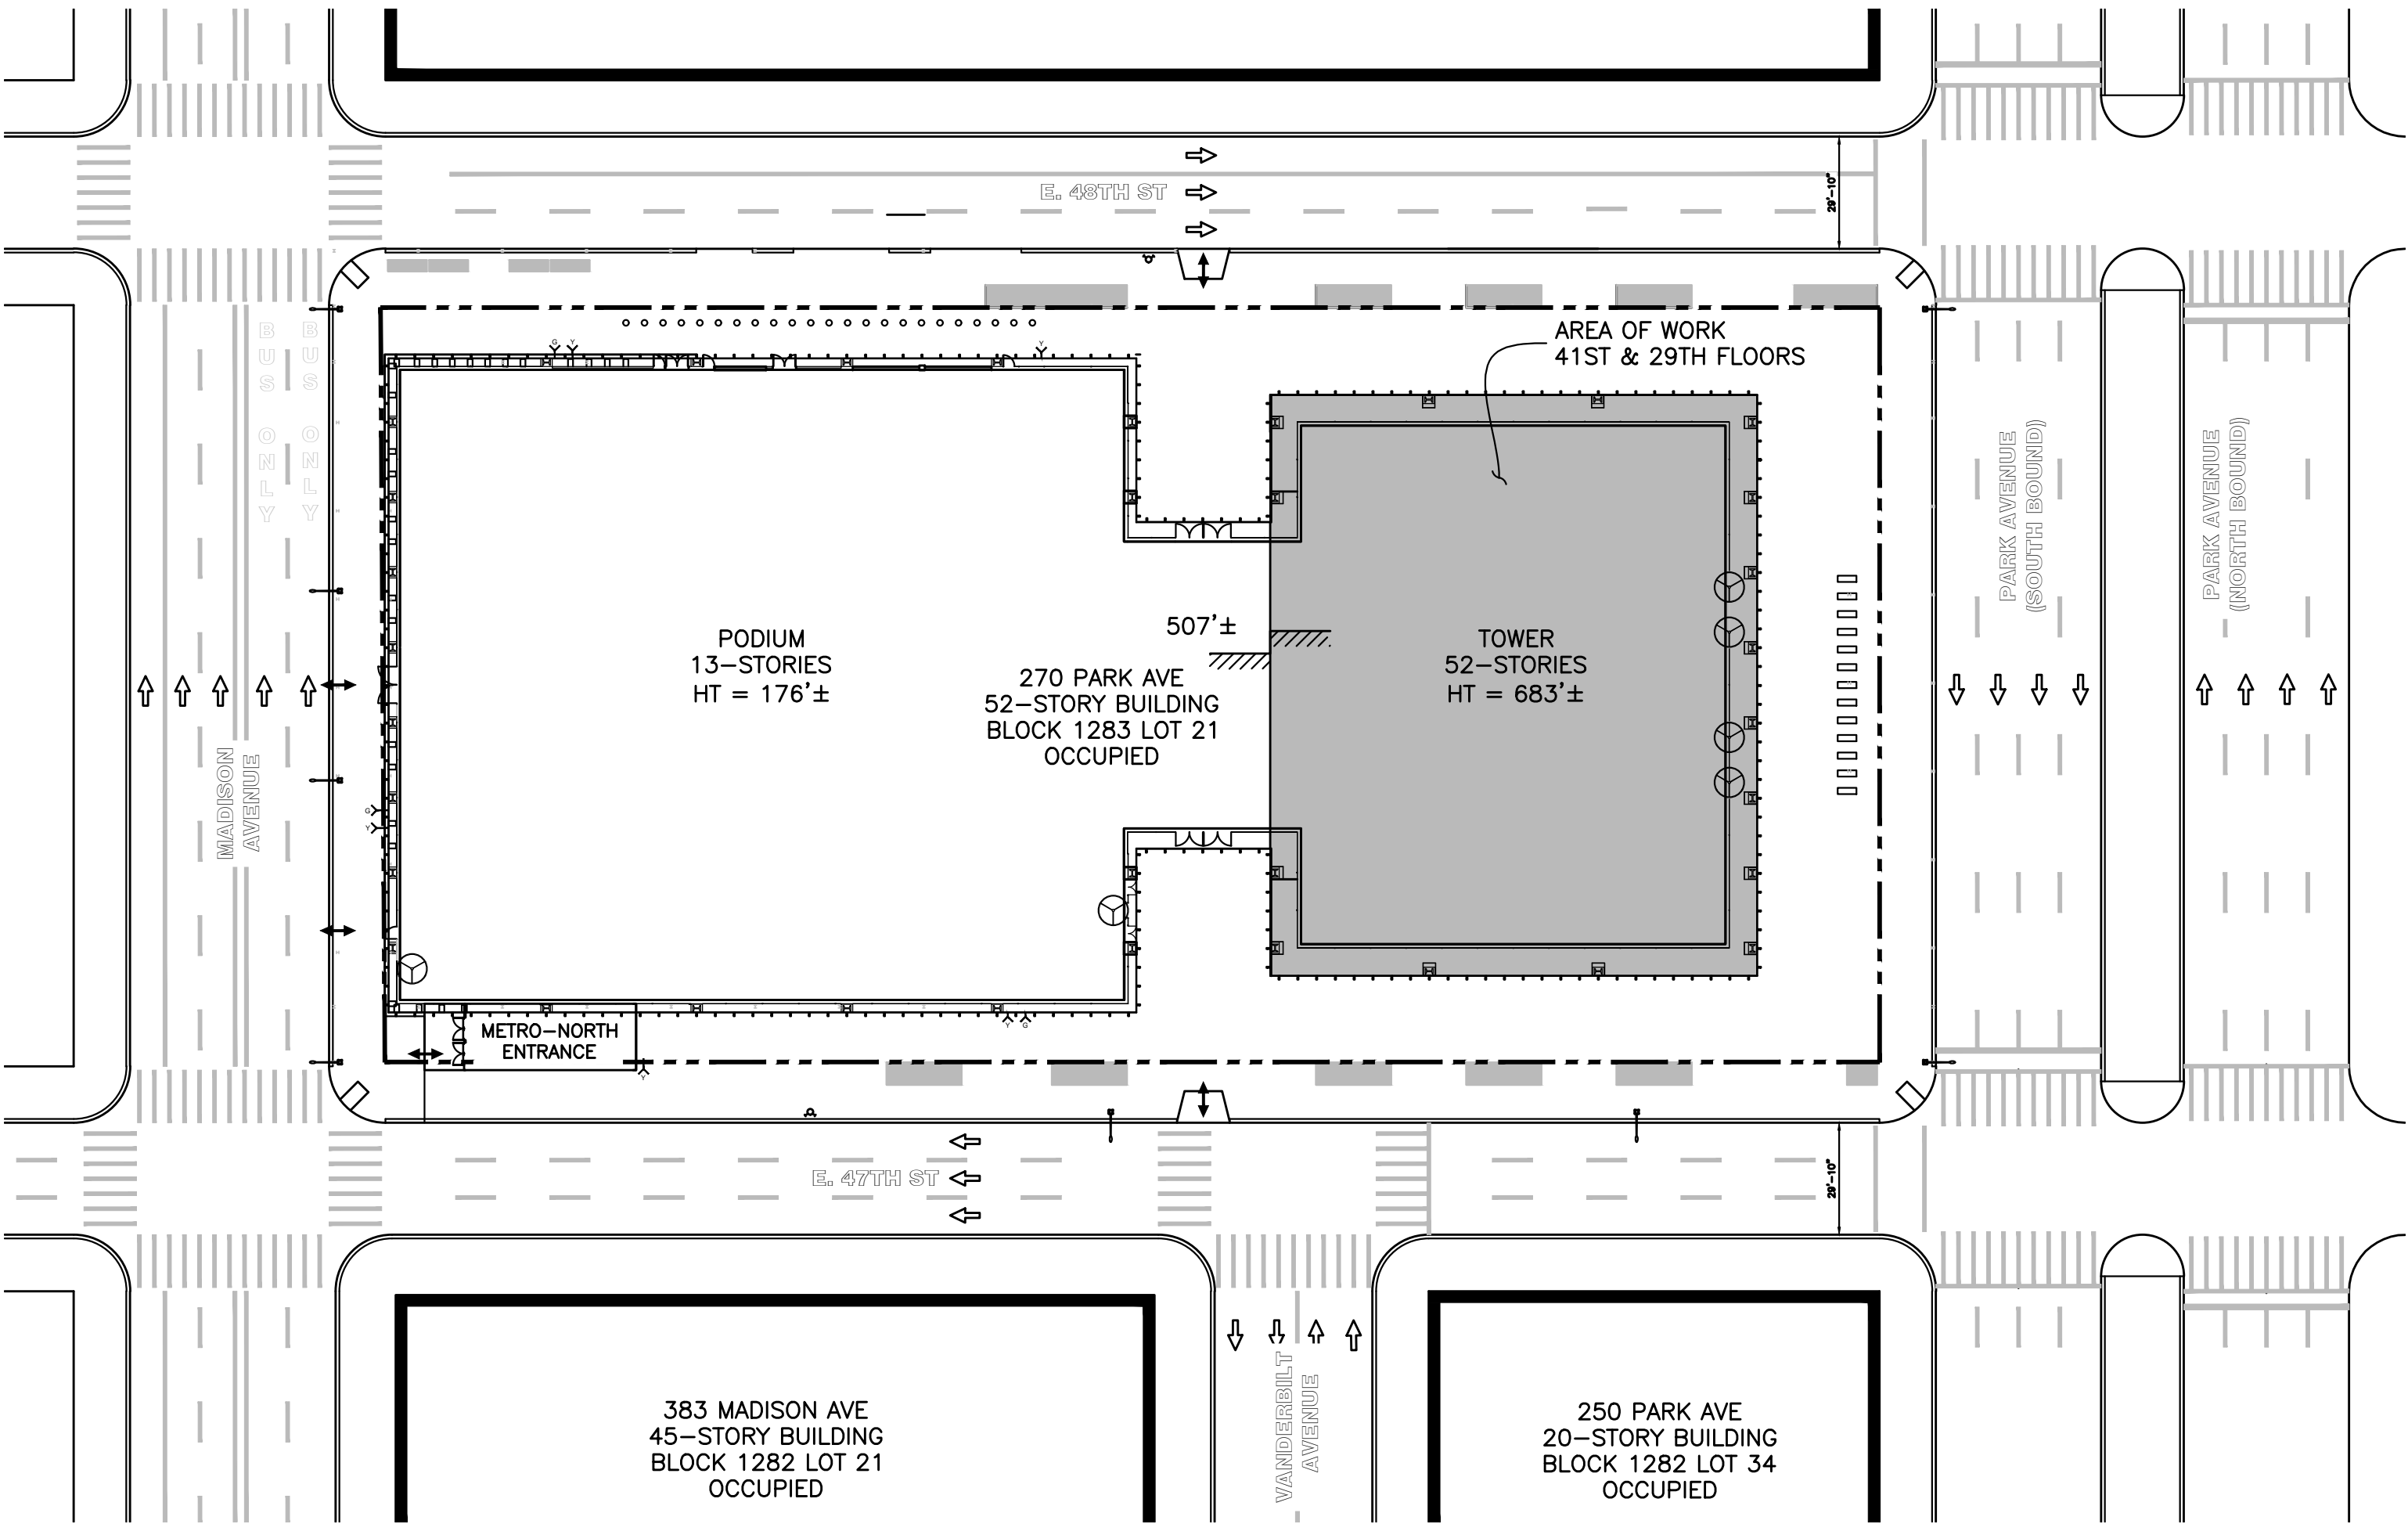 E. 48TH ST
29'-10"
BUS ONLY
BUS ONLY
AREA OF WORK
41ST & 29TH FLOORS
G
Y
Y
PARK AVENUE
(SOUTH BOUND)
PARK AVENUE
(NORTH BOUND)
507'±
PODIUM
13-STORIES
HT = 176'±
270 PARK AVE
52-STORY BUILDING
BLOCK 1283 LOT 21
OCCUPIED
TOWER
52-STORIES
HT = 683'±
MADISON
AVENUE
G
Y
METRO-NORTH
ENTRANCE
Y
G
Y
E. 47TH ST
29'-10"
VANDERBILT
AVENUE
383 MADISON AVE
45-STORY BUILDING
BLOCK 1282 LOT 21
OCCUPIED
250 PARK AVE
20-STORY BUILDING
BLOCK 1282 LOT 34
OCCUPIED